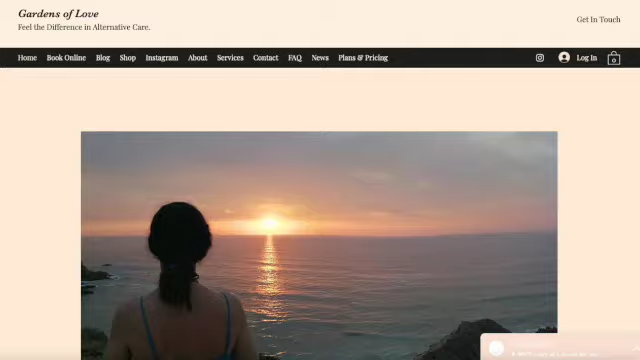 Gardens of Love
Feel the Difference in Alternative Care.
Get In Touch
Home Book Online Blog Shop Instagram About Services Contact FAQ News Plans & Pricing
Log In
0